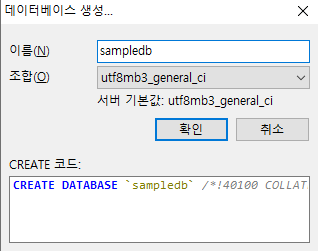 데이터베이스 생성...
이름(N)
sampledb
조합(O)
utf8mb3_general_ci
서버 기본값: utf8mb3_general_ci
확인
취소
CREATE 코드:
CREATE DATABASE `sampledb` /*!40100 COLLAT